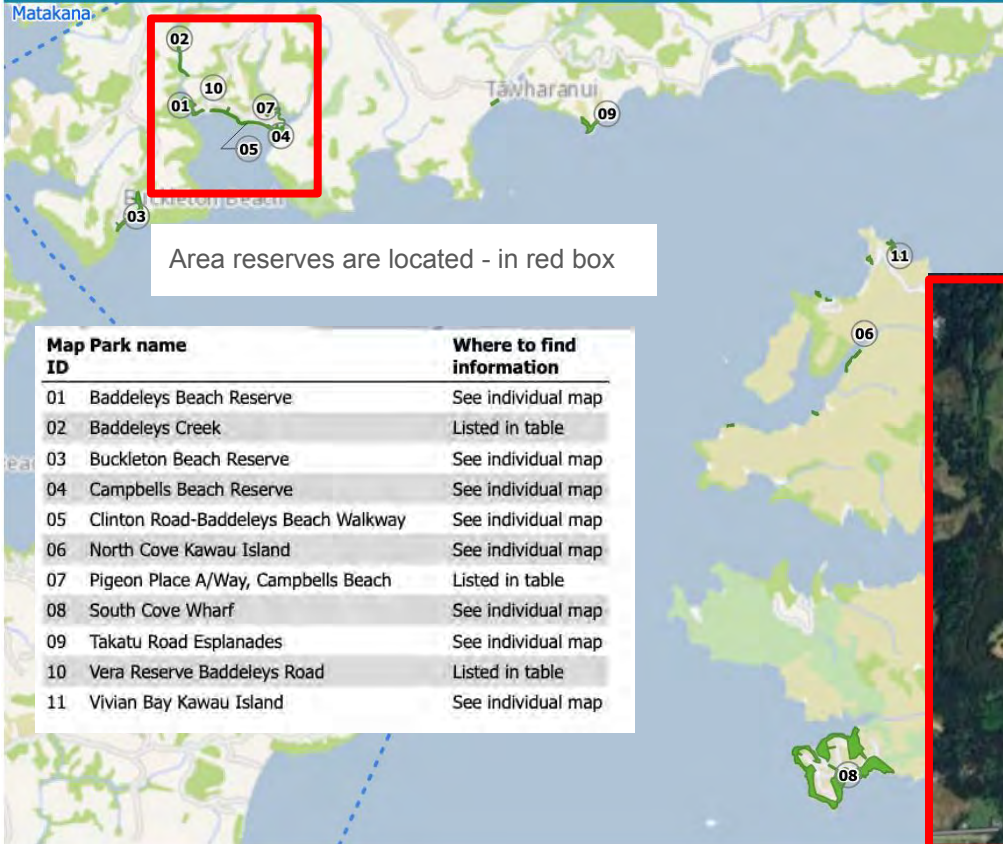 Matakana
02
10
01
07
04
05
Tāwharanui
09
Buckleton Beach
03
11
06
Area reserves are located - in red box
Map ID Park name Where to find information
01 Baddeleys Beach Reserve See individual map
02 Baddeleys Creek Listed in table
03 Buckleton Beach Reserve See individual map
04 Campbells Beach Reserve See individual map
05 Clinton Road-Baddeleys Beach Walkway See individual map
06 North Cove Kawau Island See individual map
07 Pigeon Place A/Way, Campbells Beach Listed in table
08 South Cove Wharf See individual map
09 Takatu Road Esplanades See individual map
10 Vera Reserve Baddeleys Road Listed in table
11 Vivian Bay Kawau Island See individual map
08